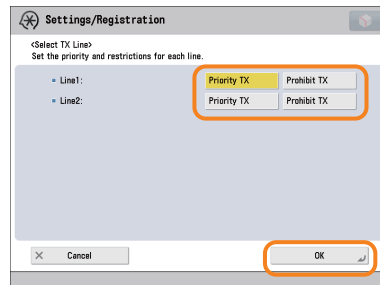 Settings/Registration
<Select TX Line>
Set the priority and restrictions for each line.
Line1: Priority TX Prohibit TX
Line2: Priority TX Prohibit TX
Cancel OK